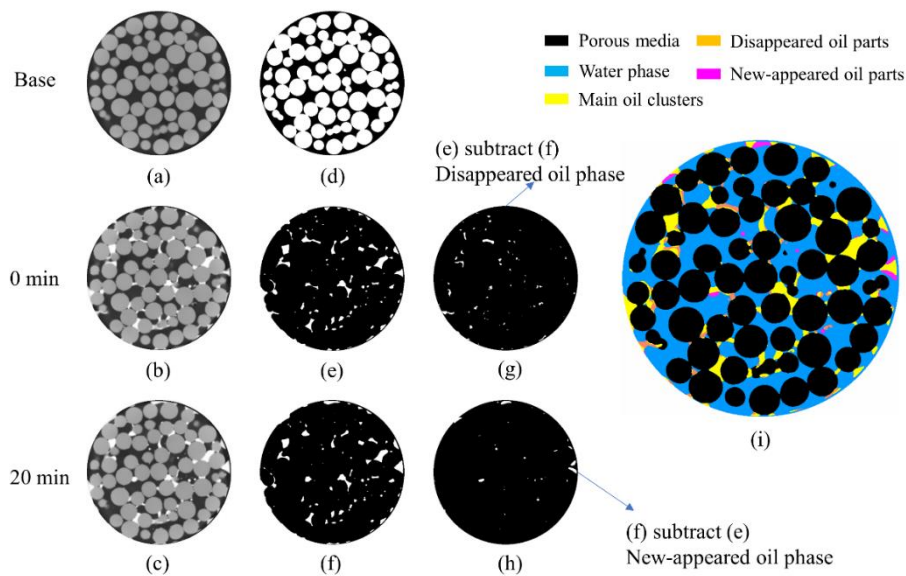 Base
(a)
(d)
Porous media
Disappeared oil parts
Water phase
New-appeared oil parts
Main oil clusters
(e) subtract (f)
Disappeared oil phase
0 min
(b)
(e)
(g)
(i)
20 min
(c)
(f)
(h)
(f) subtract (e)
New-appeared oil phase